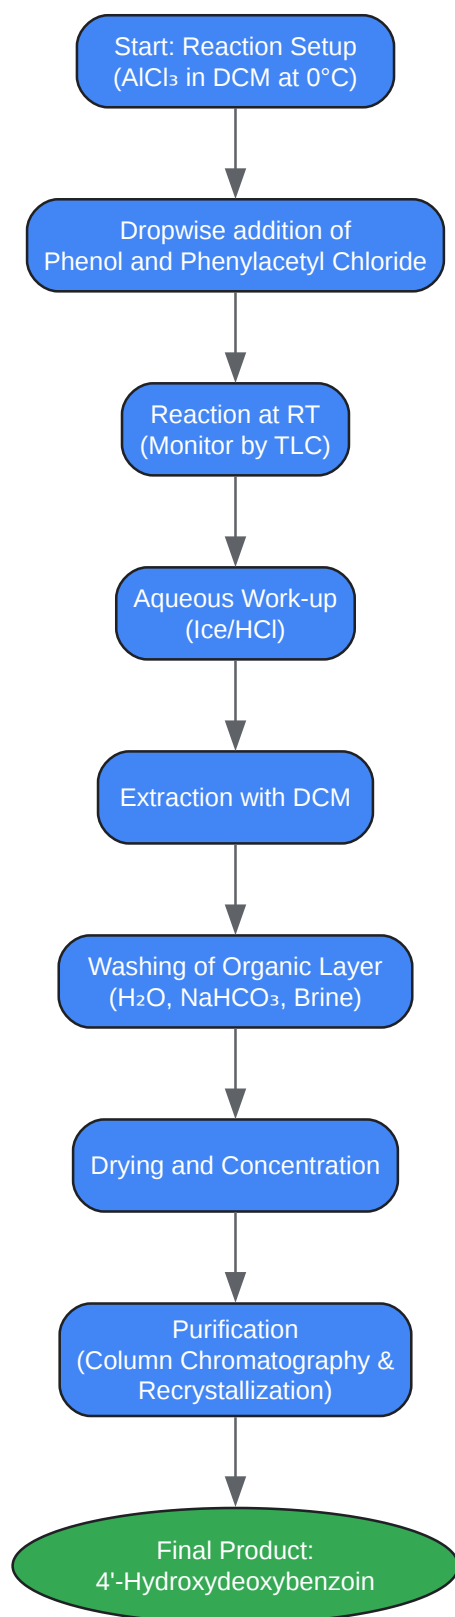 Start: Reaction Setup
(AlCl₃ in DCM at 0°C)
Dropwise addition of
Phenol and Phenylacetyl Chloride
Reaction at RT
(Monitor by TLC)
Aqueous Work-up
(Ice/HCl)
Extraction with DCM
Washing of Organic Layer
(H₂O, NaHCO₃, Brine)
Drying and Concentration
Purification
(Column Chromatography &
Recrystallization)
Final Product:
4'-Hydroxydeoxybenzoin